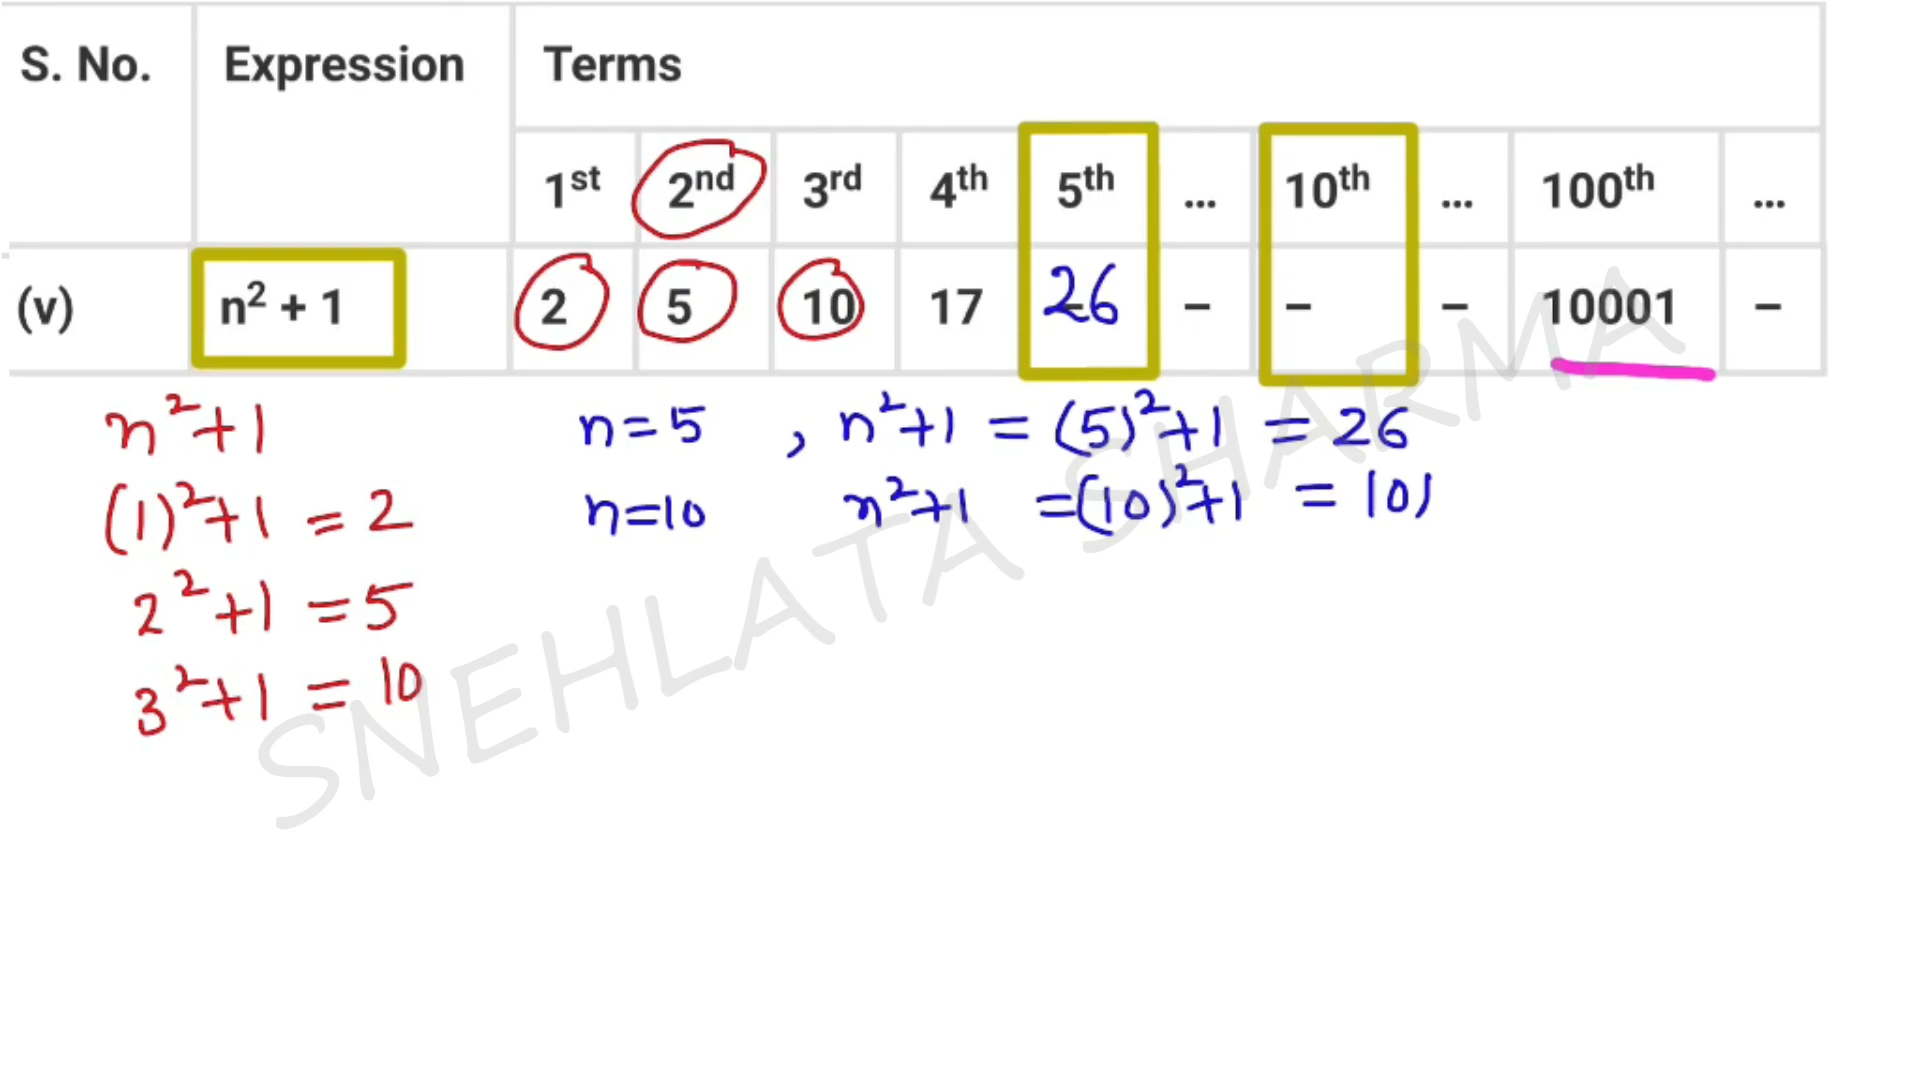 S. No. Expression Terms
1st 2nd 3rd 4th 5th ... 10th ... 100th ...
(v) n² + 1 2 5 10 17 26 – – – 10001 –
n²+1 n=5 , n²+1 = (5)²+1 = 26
(1)²+1 = 2 n=10 n²+1 =(10)²+1 = 101
2²+1 =5
3²+1 = 10
SNEHLATA SHARMA